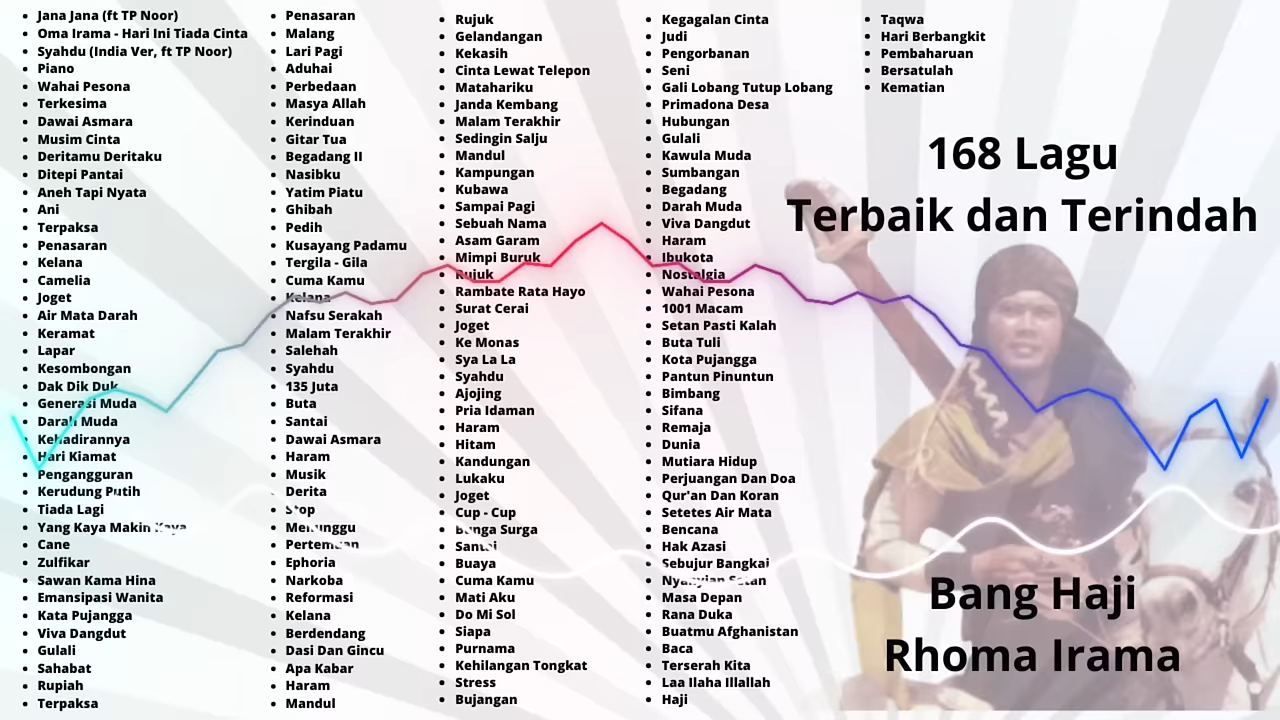 Jana Jana (ft TP Noor)
Oma Irama - Hari Ini Tiada Cinta
Syahdu (India Ver, ft TP Noor)
Piano
Wahai Pesona
Terkesima
Dawai Asmara
Musim Cinta
Deritamu Deritaku
Ditepi Pantai
Aneh Tapi Nyata
Ani
Terpaksa
Penasaran
Kelana
Camelia
Joget
Air Mata Darah
Keramat
Lapar
Kesombongan
Dak Dik Duk
Generasi Muda
Darah Muda
Kehadirannya
Hari Kiamat
Pengangguran
Kerudung Putih
Tiada Lagi
Yang Kaya Makin Kaya
Cane
Zulfikar
Sawan Kama Hina
Emansipasi Wanita
Kata Pujangga
Viva Dangdut
Gulali
Sahabat
Rupiah
Terpaksa
Penasaran
Malang
Lari Pagi
Aduhai
Perbedaan
Masya Allah
Kerinduan
Gitar Tua
Begadang II
Nasibku
Yatim Piatu
Ghibah
Pedih
Kusayang Padamu
Tergila - Gila
Cuma Kamu
Kelana
Nafsu Serakah
Malam Terakhir
Salehah
Syahdu
135 Juta
Buta
Santai
Dawai Asmara
Haram
Musik
Derita
Stop
Menunggu
Pertemuan
Ephoria
Narkoba
Reformasi
Kelana
Berdendang
Dasi Dan Gincu
Apa Kabar
Haram
Mandul
Rujuk
Gelandangan
Kekasih
Cinta Lewat Telepon
Matahariku
Janda Kembang
Malam Terakhir
Sedingin Salju
Mandul
Kampungan
Kubawa
Sampai Pagi
Sebuah Nama
Asam Garam
Mimpi Buruk
Rujuk
Rambate Rata Hayo
Surat Cerai
Joget
Ke Monas
Sya La La
Syahdu
Ajojing
Pria Idaman
Haram
Hitam
Kandungan
Lukaku
Joget
Cup - Cup
Bunga Surga
Santai
Buaya
Cuma Kamu
Mati Aku
Do Mi Sol
Siapa
Purnama
Kehilangan Tongkat
Stress
Bujangan
Kegagalan Cinta
Judi
Pengorbanan
Seni
Gali Lobang Tutup Lobang
Primadona Desa
Hubungan
Gulali
Kawula Muda
Sumbangan
Begadang
Darah Muda
Viva Dangdut
Haram
Ibukota
Nostalgia
Wahai Pesona
1001 Macam
Setan Pasti Kalah
Buta Tuli
Kota Pujangga
Pantun Pinuntun
Bimbang
Sifana
Remaja
Dunia
Mutiara Hidup
Perjuangan Dan Doa
Qur'an Dan Koran
Setetes Air Mata
Bencana
Hak Azasi
Sebujur Bangkai
Nyanyian Setan
Masa Depan
Rana Duka
Buatmu Afghanistan
Baca
Terserah Kita
Laa Ilaha Illallah
Haji
Taqwa
Hari Berbangkit
Pembaharuan
Bersatulah
Kematian
168 Lagu
Terbaik dan Terindah
Bang Haji
Rhoma Irama